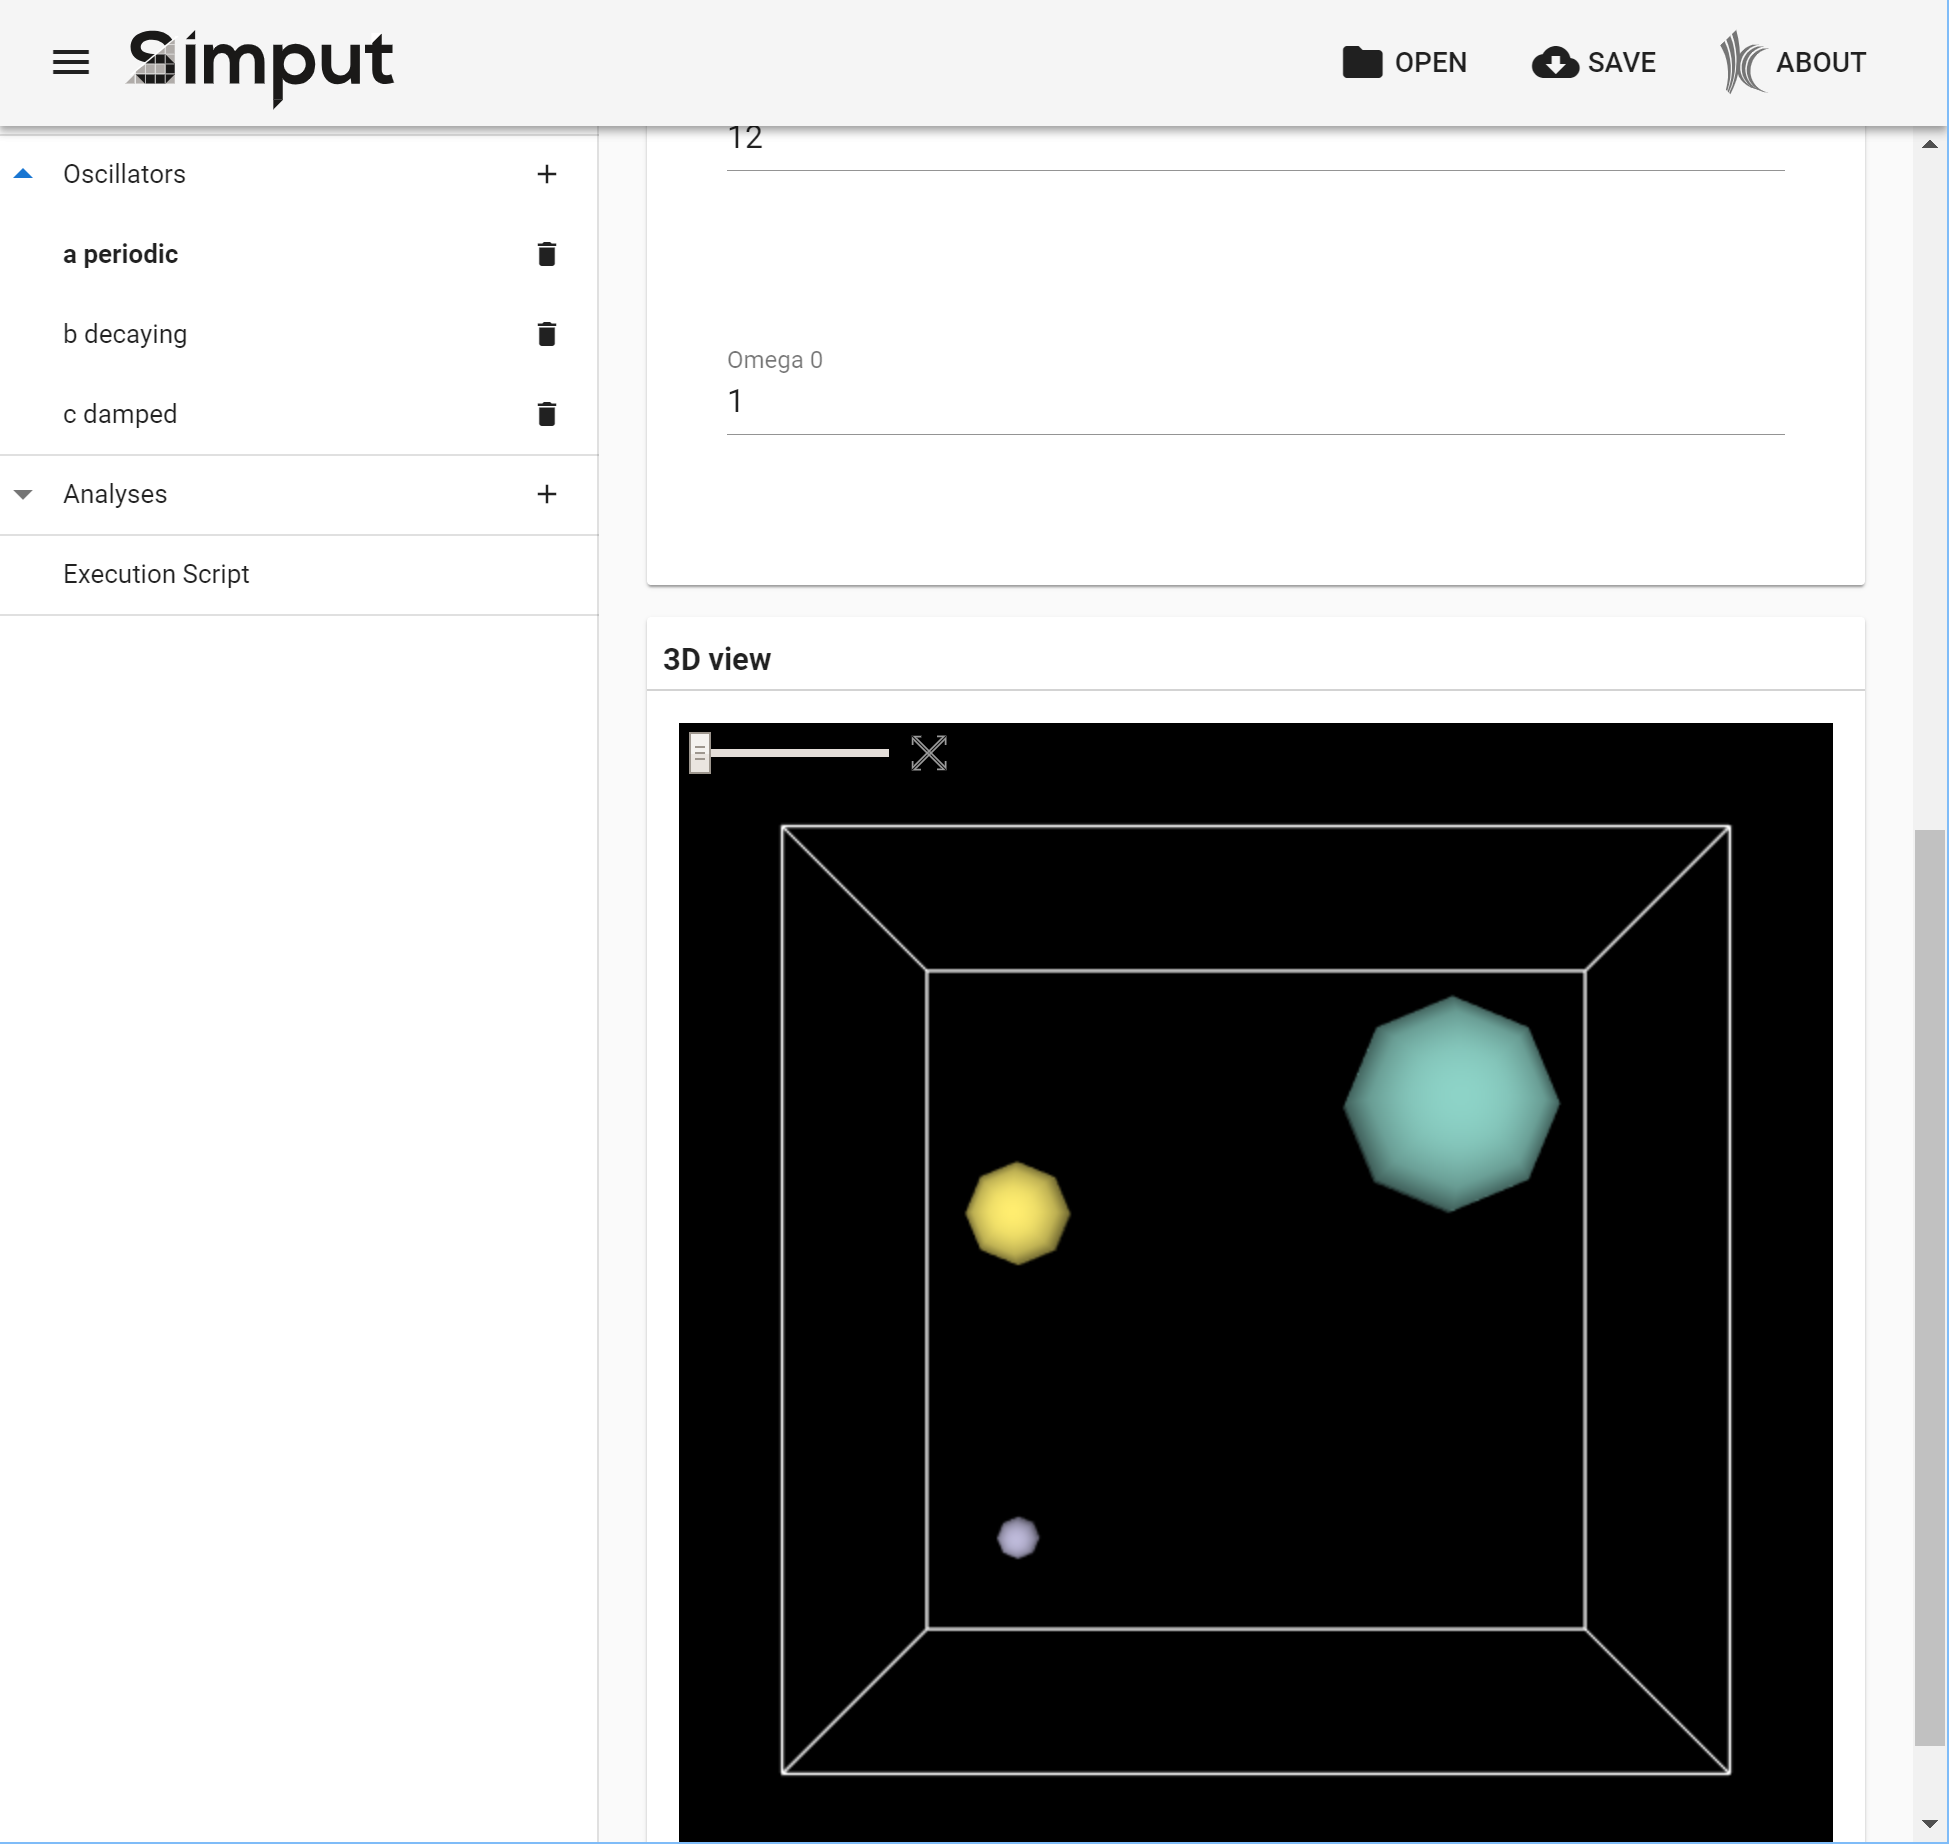 Simput
OPEN
SAVE
ABOUT
Oscillators
a periodic
b decaying
c damped
Analyses
Execution Script
12
Omega 0
1
3D view